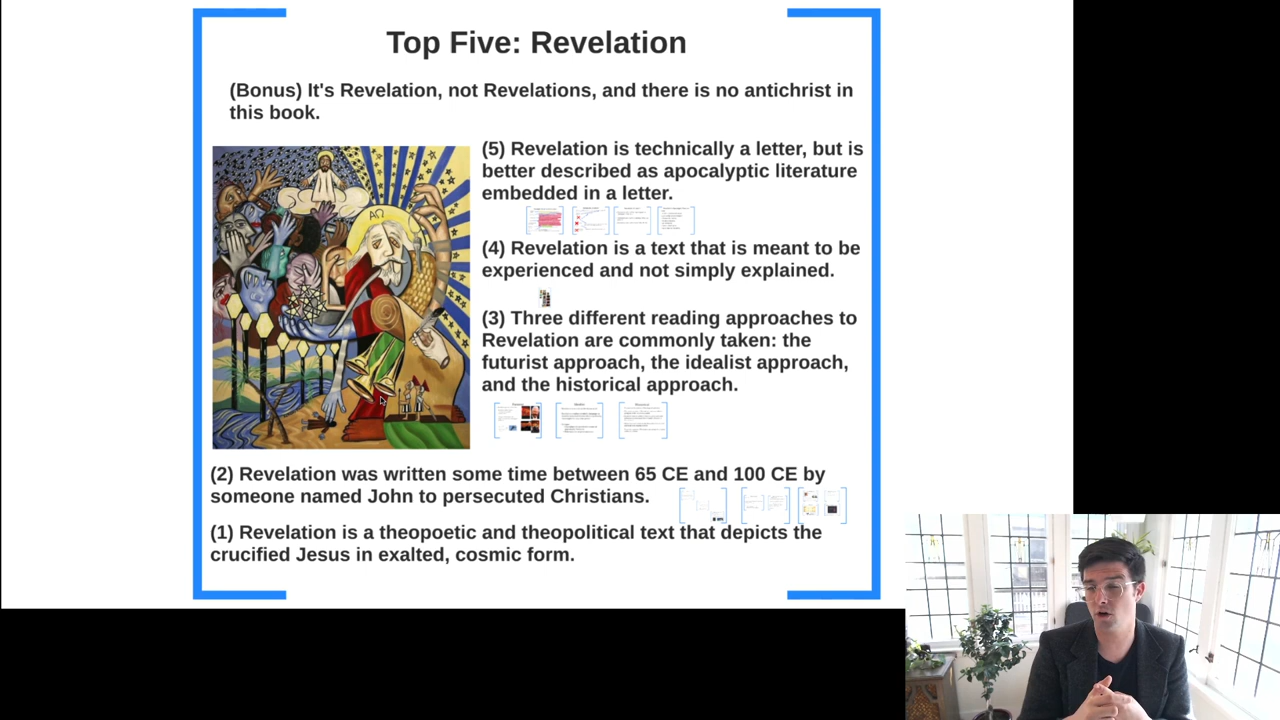 Top Five: Revelation
(Bonus) It's Revelation, not Revelations, and there is no antichrist in
this book.
(5) Revelation is technically a letter, but is
better described as apocalyptic literature
embedded in a letter.
ΑΩ
(4) Revelation is a text that is meant to be
experienced and not simply explained.
(3) Three different reading approaches to
Revelation are commonly taken: the
futurist approach, the idealist approach,
and the historical approach.
(2) Revelation was written some time between 65 CE and 100 CE by
someone named John to persecuted Christians.
(1) Revelation is a theopoetic and theopolitical text that depicts the
crucified Jesus in exalted, cosmic form.